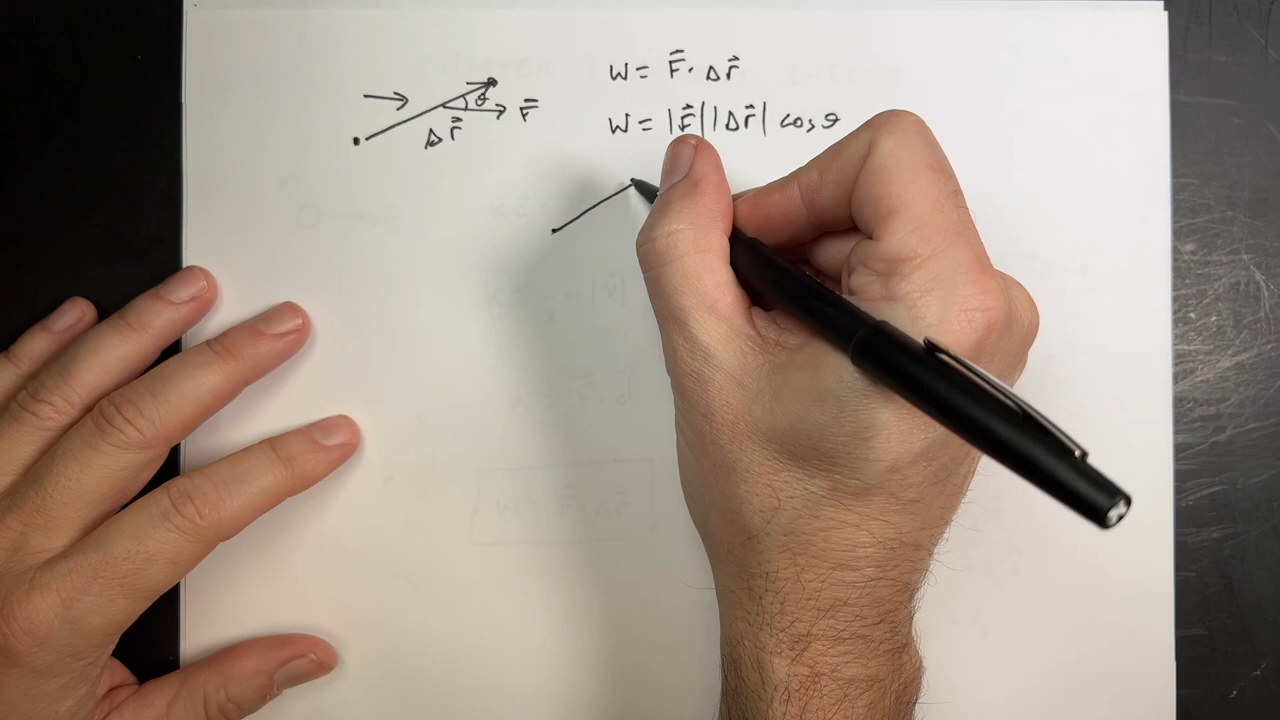 W = F⃗ · Δr⃗
θ F⃗
W = |F⃗||Δr⃗| cos θ
Δr⃗